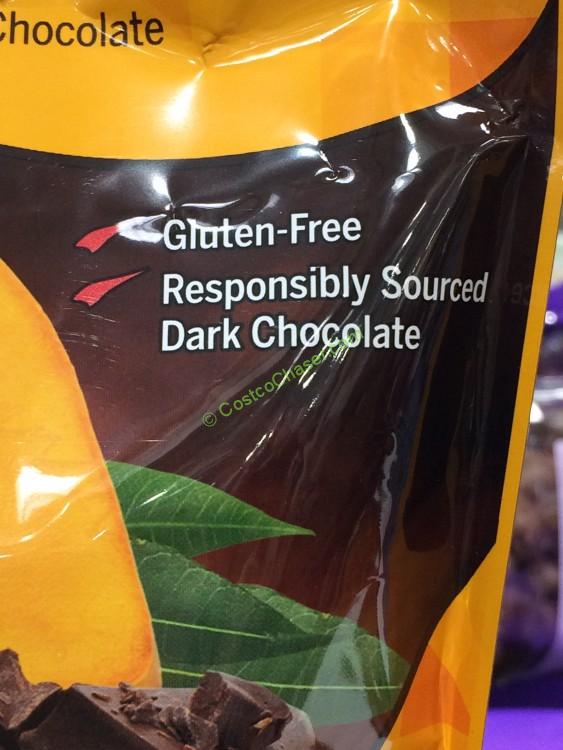 Chocolate
Gluten-Free
Responsibly Sourced
Dark Chocolate
© CostcoChaser.com